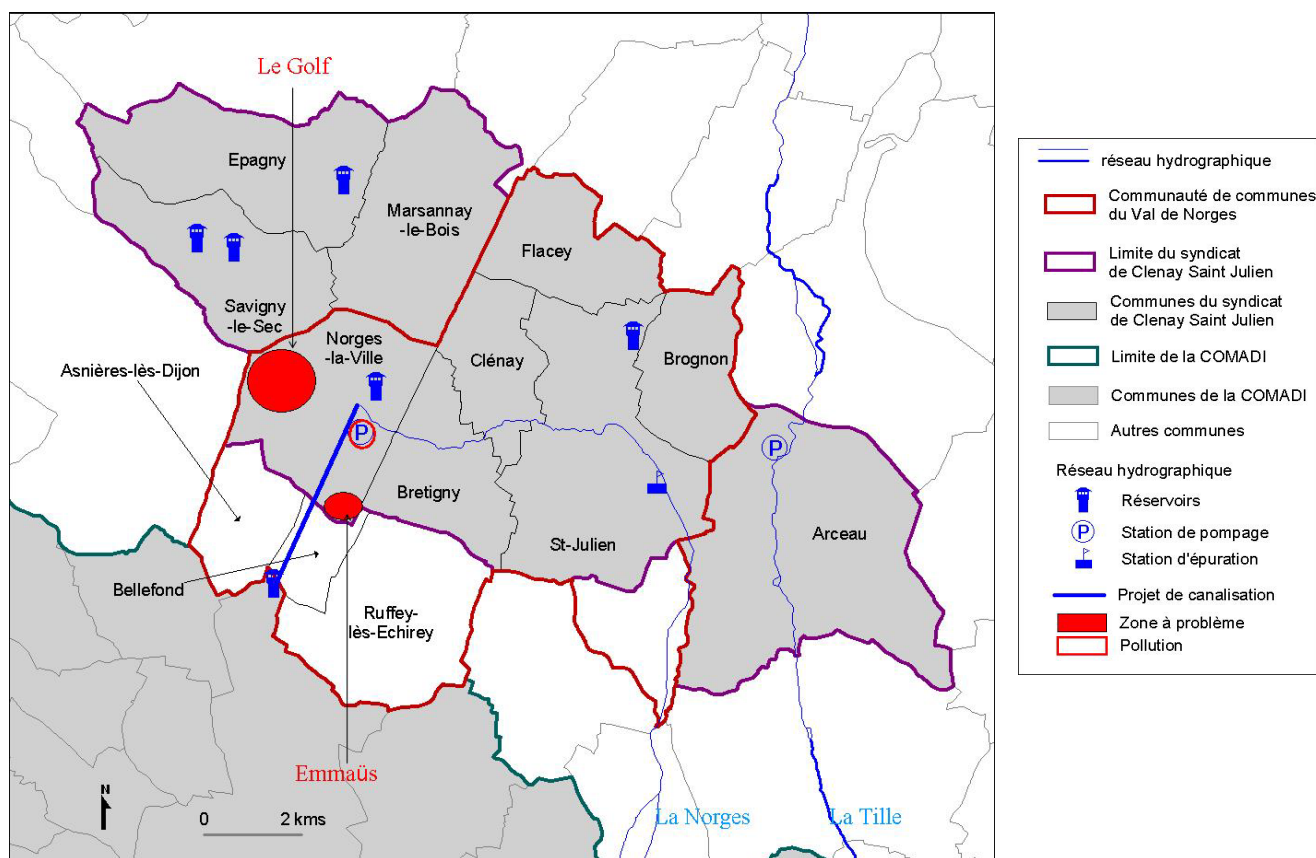 Le Golf
Epagny
Marsannay
-le-Bois
Flacey
Savigny
-le-Sec
Norges
-la-Ville
Clénay
Brognon
Asnières-lès-Dijon
P
P
Bretigny
St-Julien
Arceau
Bellefond
Ruffey-
lès-Echirey
Emmaüs
N
0 2 kms
La Norges
La Tille
réseau hydrographique
Communauté de communes
du Val de Norges
Limite du syndicat
de Clenay Saint Julien
Communes du syndicat
de Clenay Saint Julien
Limite de la COMADI
Communes de la COMADI
Autres communes
Réseau hydrographique
Réservoirs
P Station de pompage
Station d'épuration
Projet de canalisation
Zone à problème
Pollution